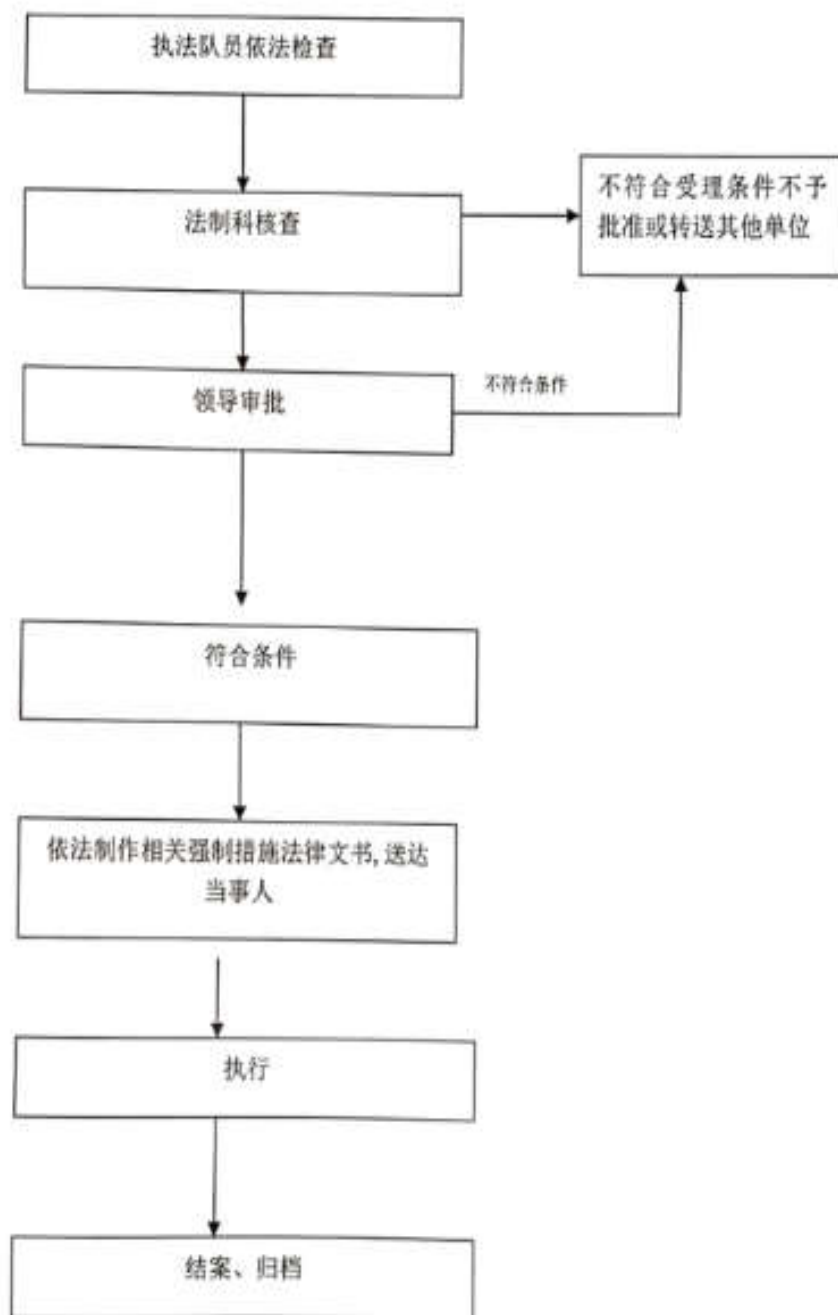 执法队员依法检查
法制科核查
不符合受理条件不予
批准或转送其他单位
领导审批
不符合条件
符合条件
依法制作相关强制措施法律文书,送达
当事人
执行
结案、归档